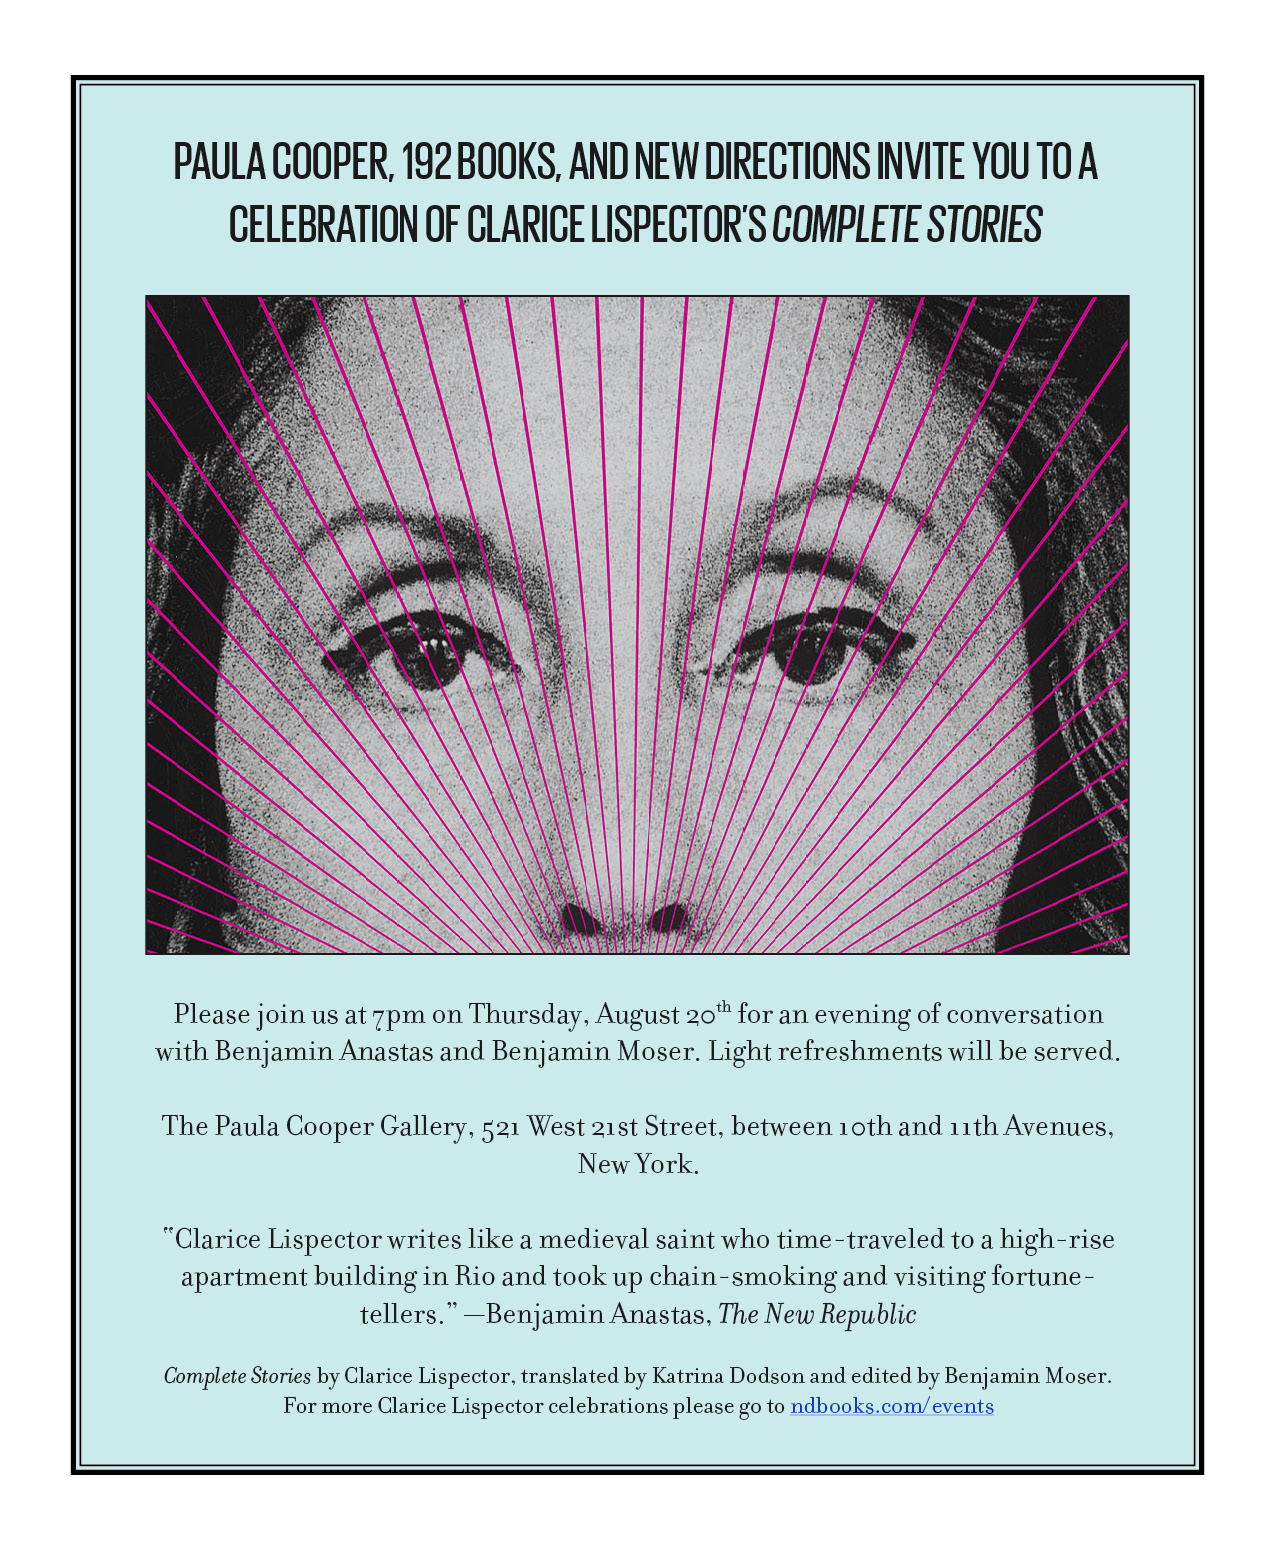 PAULA COOPER, 192 BOOKS, AND NEW DIRECTIONS INVITE YOU TO A
CELEBRATION OF CLARICE LISPECTOR'S COMPLETE STORIES
Please join us at 7pm on Thursday, August 20th for an evening of conversation
with Benjamin Anastas and Benjamin Moser. Light refreshments will be served.
The Paula Cooper Gallery, 521 West 21st Street, between 10th and 11th Avenues,
New York.
"Clarice Lispector writes like a medieval saint who time-traveled to a high-rise
apartment building in Rio and took up chain-smoking and visiting fortune-
tellers." —Benjamin Anastas, The New Republic
Complete Stories by Clarice Lispector, translated by Katrina Dodson and edited by Benjamin Moser.
For more Clarice Lispector celebrations please go to ndbooks.com/events